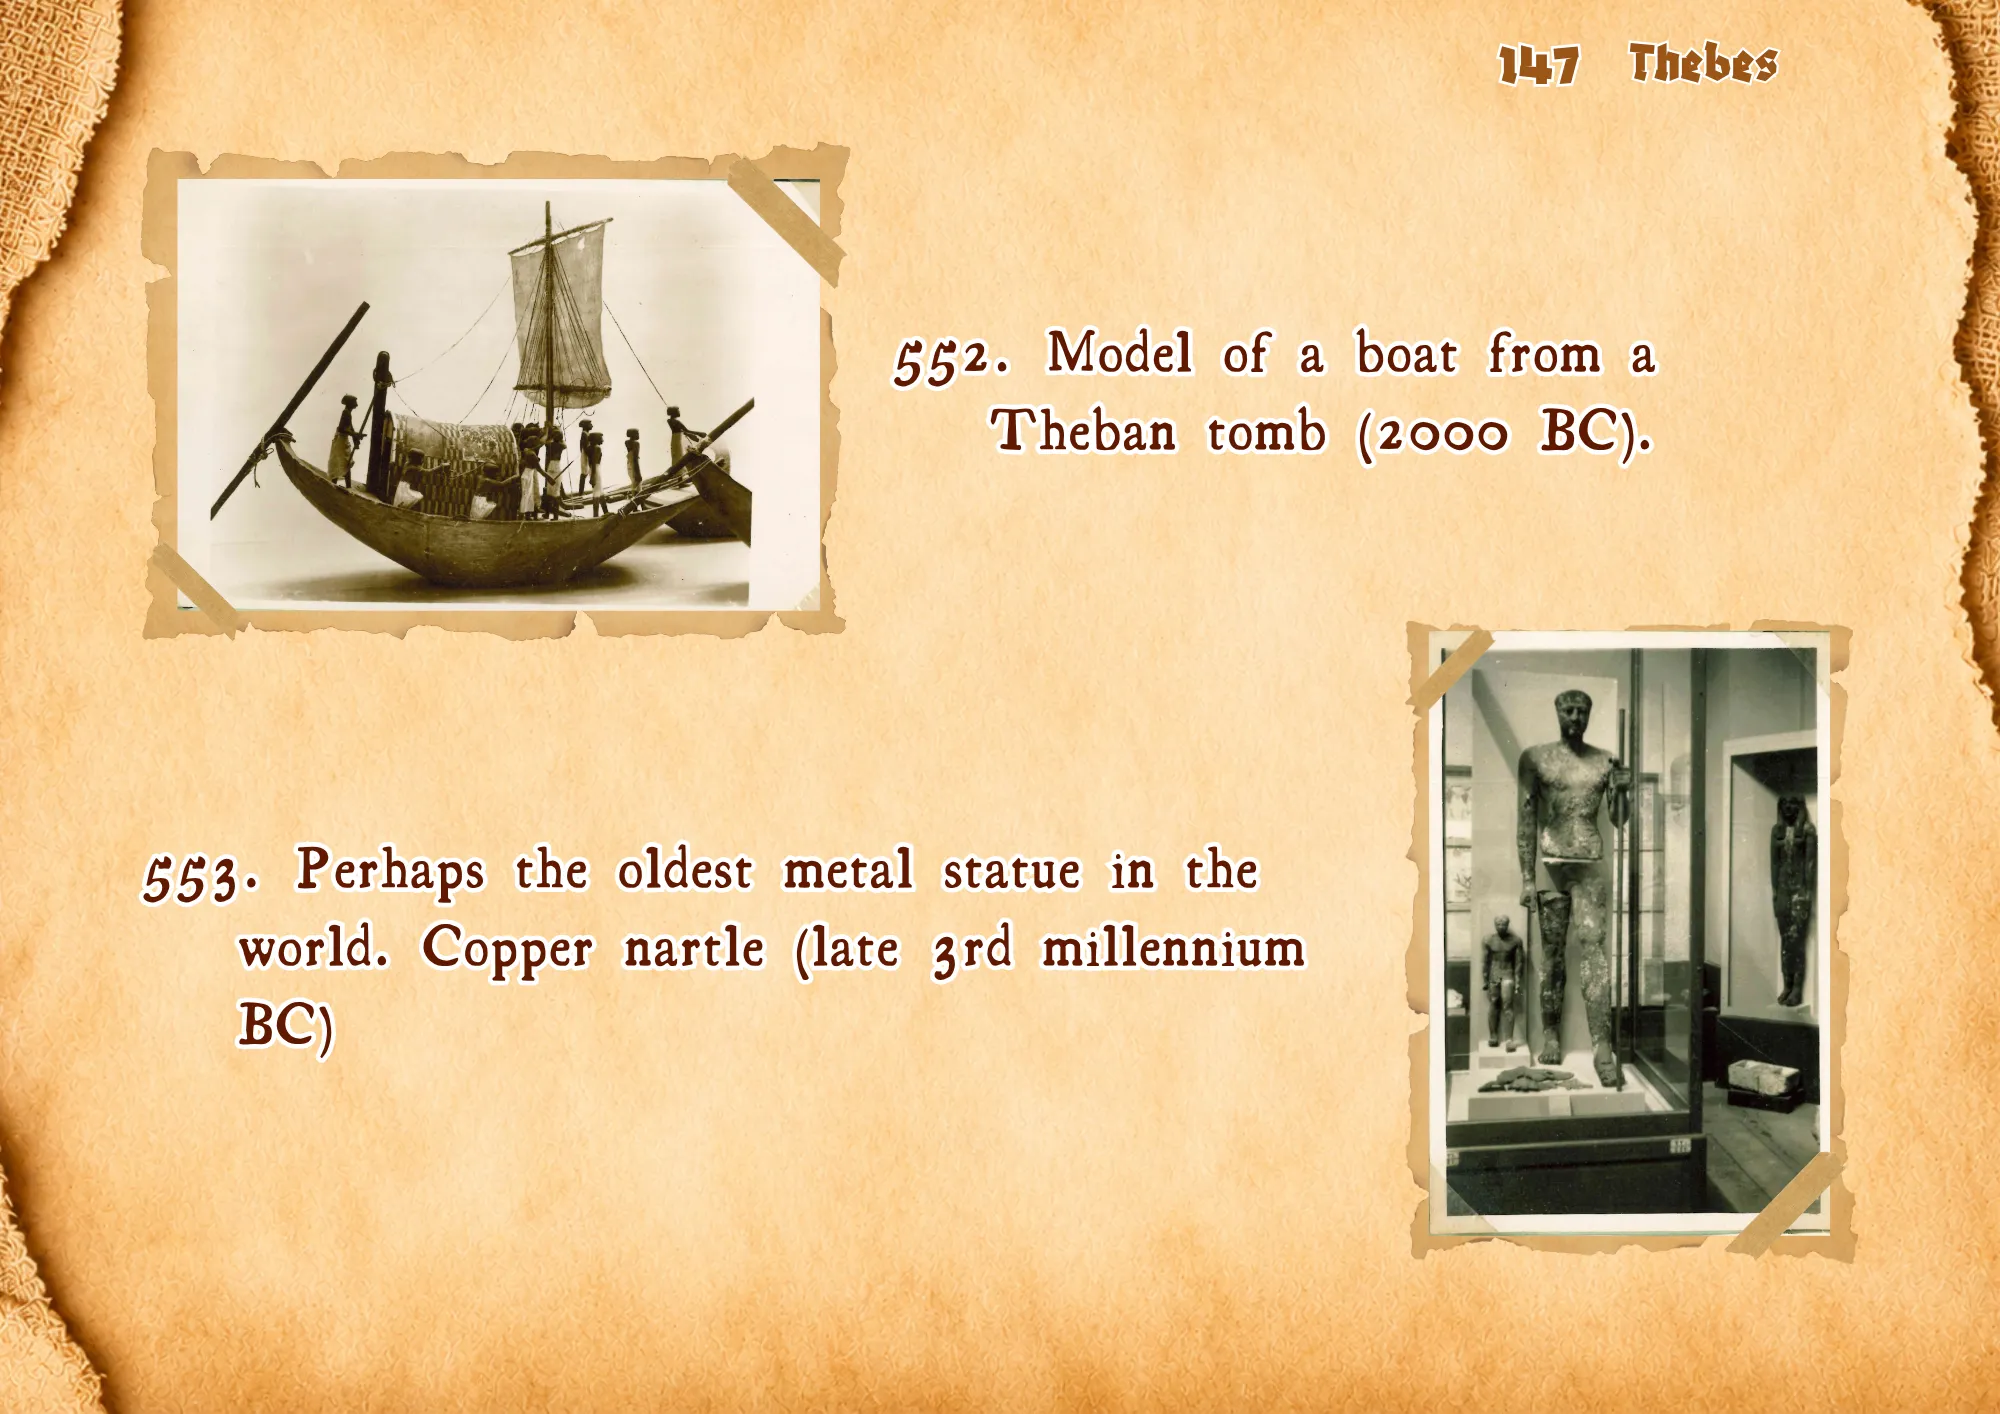 147 Thebes
552. Model of a boat from a
Theban tomb (2000 BC).
553. Perhaps the oldest metal statue in the
world. Copper nartle (late 3rd millennium
BC)